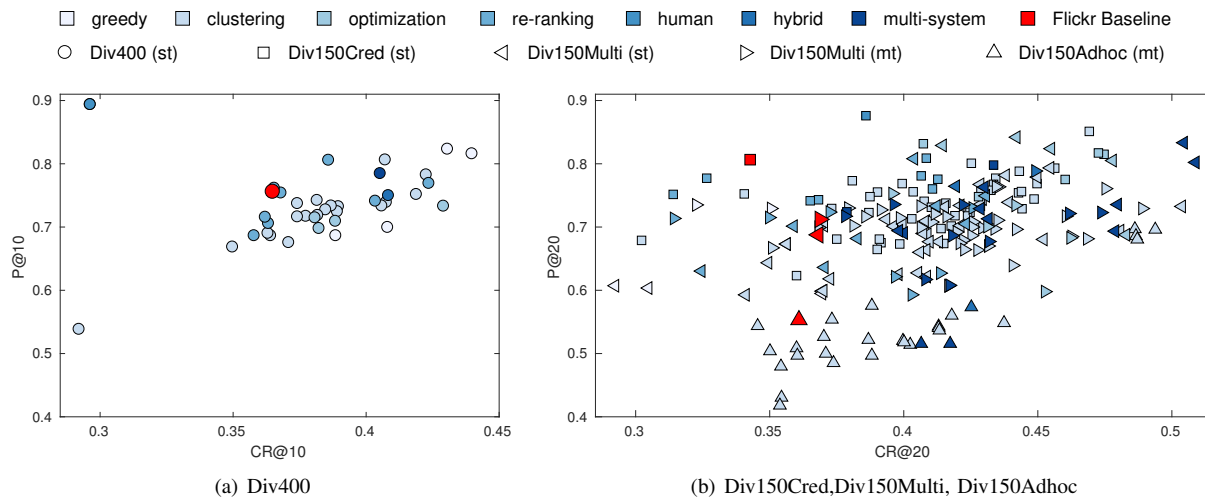 greedy clustering optimization re-ranking human hybrid multi-system Flickr Baseline
Div400 (st) Div150Cred (st) Div150Multi (st) Div150Multi (mt) Div150Adhoc (mt)
0.9
0.8
0.7
0.6
0.5
0.4
P@10
0.3 0.35 0.4 0.45
CR@10
(a) Div400
0.9
0.8
0.7
0.6
0.5
0.4
P@20
0.3 0.35 0.4 0.45 0.5
CR@20
(b) Div150Cred,Div150Multi, Div150Adhoc